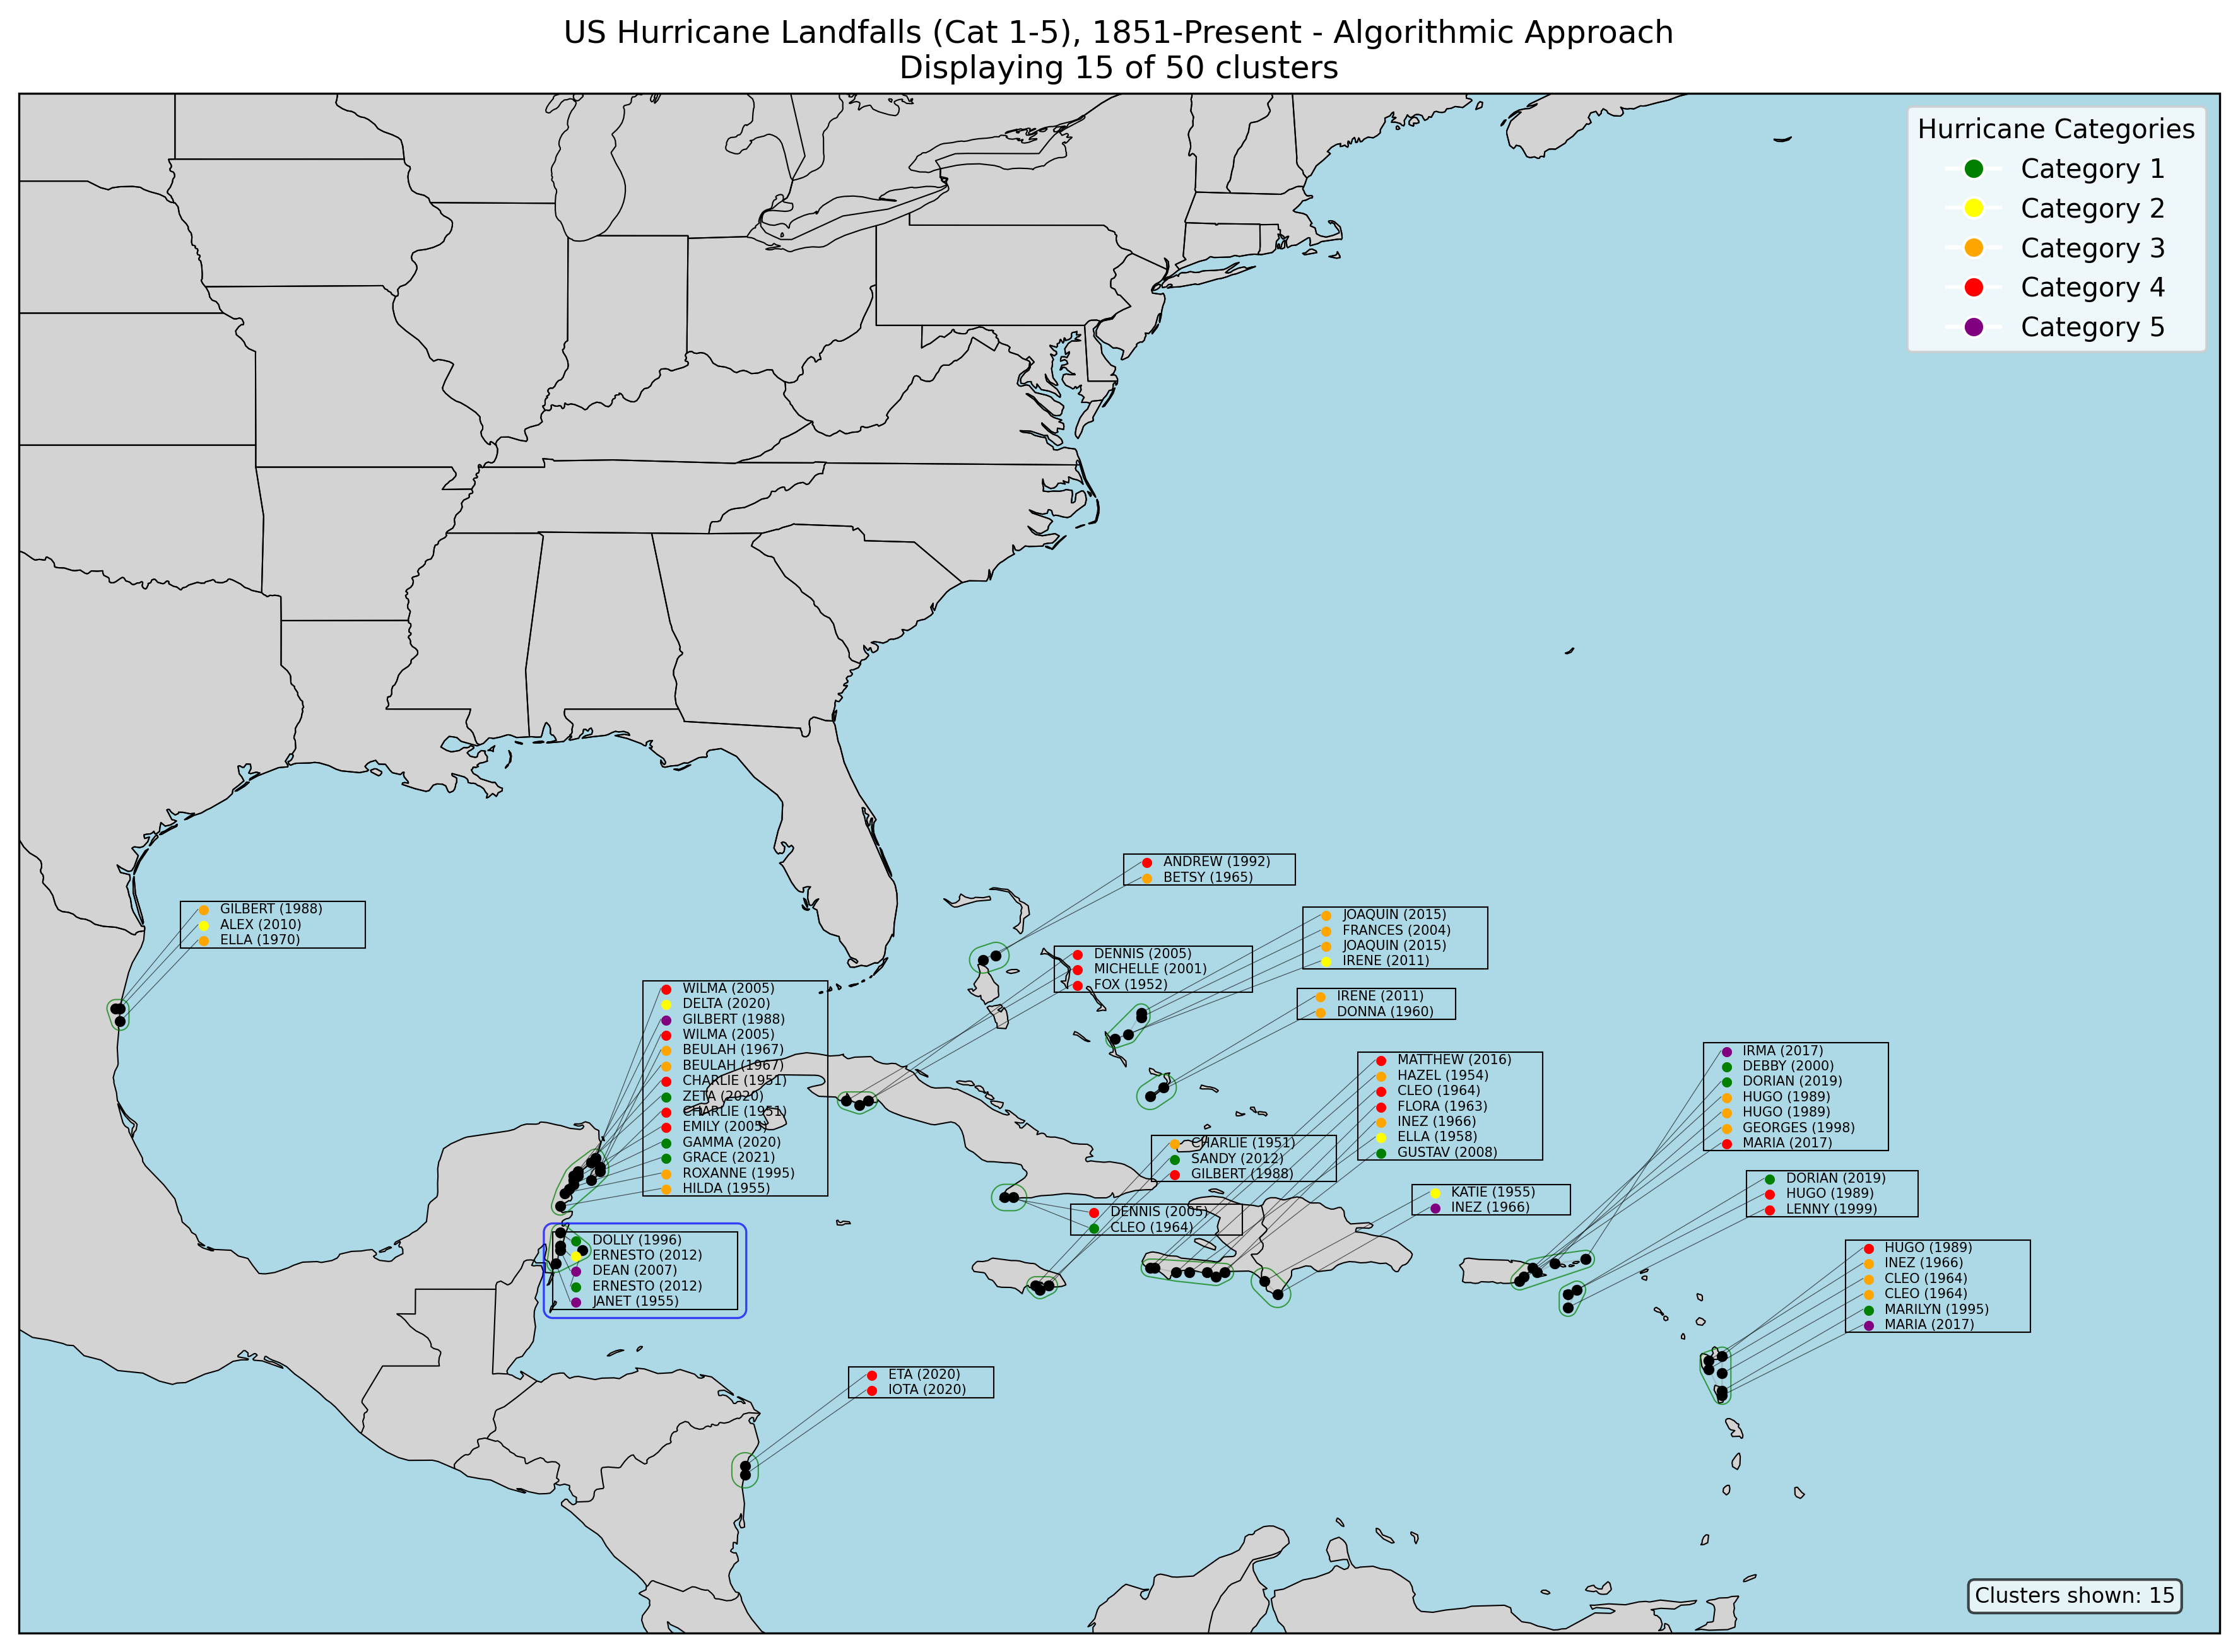 US Hurricane Landfalls (Cat 1-5), 1851-Present - Algorithmic Approach
Displaying 15 of 50 clusters
Hurricane Categories
Category 1
Category 2
Category 3
Category 4
Category 5
ANDREW (1992)
BETSY (1965)
GILBERT (1988)
ALEX (2010)
ELLA (1970)
JOAQUIN (2015)
FRANCES (2004)
JOAQUIN (2015)
IRENE (2011)
DENNIS (2005)
MICHELLE (2001)
FOX (1952)
WILMA (2005)
DELTA (2020)
GILBERT (1988)
WILMA (2005)
BEULAH (1967)
BEULAH (1967)
CHARLIE (1951)
ZETA (2020)
CHARLIE (1951)
EMILY (2005)
GAMMA (2020)
GRACE (2021)
ROXANNE (1995)
HILDA (1955)
IRENE (2011)
DONNA (1960)
MATTHEW (2016)
HAZEL (1954)
CLEO (1964)
FLORA (1963)
INEZ (1966)
ELLA (1958)
GUSTAV (2008)
IRMA (2017)
DEBBY (2000)
DORIAN (2019)
HUGO (1989)
HUGO (1989)
GEORGES (1998)
MARIA (2017)
CHARLIE (1951)
SANDY (2012)
GILBERT (1988)
DORIAN (2019)
HUGO (1989)
LENNY (1999)
KATIE (1955)
INEZ (1966)
DENNIS (2005)
CLEO (1964)
DOLLY (1996)
ERNESTO (2012)
DEAN (2007)
ERNESTO (2012)
JANET (1955)
HUGO (1989)
INEZ (1966)
CLEO (1964)
CLEO (1964)
MARILYN (1995)
MARIA (2017)
ETA (2020)
IOTA (2020)
Clusters shown: 15